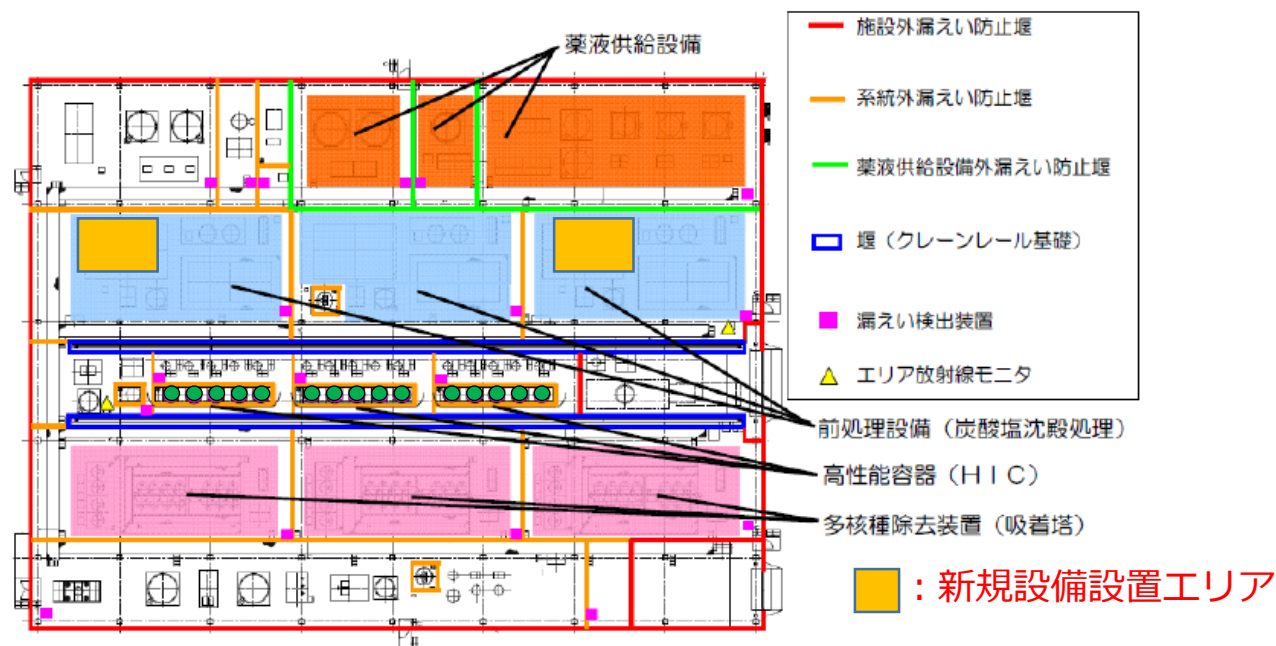 薬液供給設備
施設外漏えい防止堰
系統外漏えい防止堰
薬液供給設備外漏えい防止堰
堰（クレーンレール基礎）
漏えい検出装置
エリア放射線モニタ
前処理設備（炭酸塩沈殿処理）
高性能容器（ＨＩＣ）
多核種除去装置（吸着塔）
：新規設備設置エリア